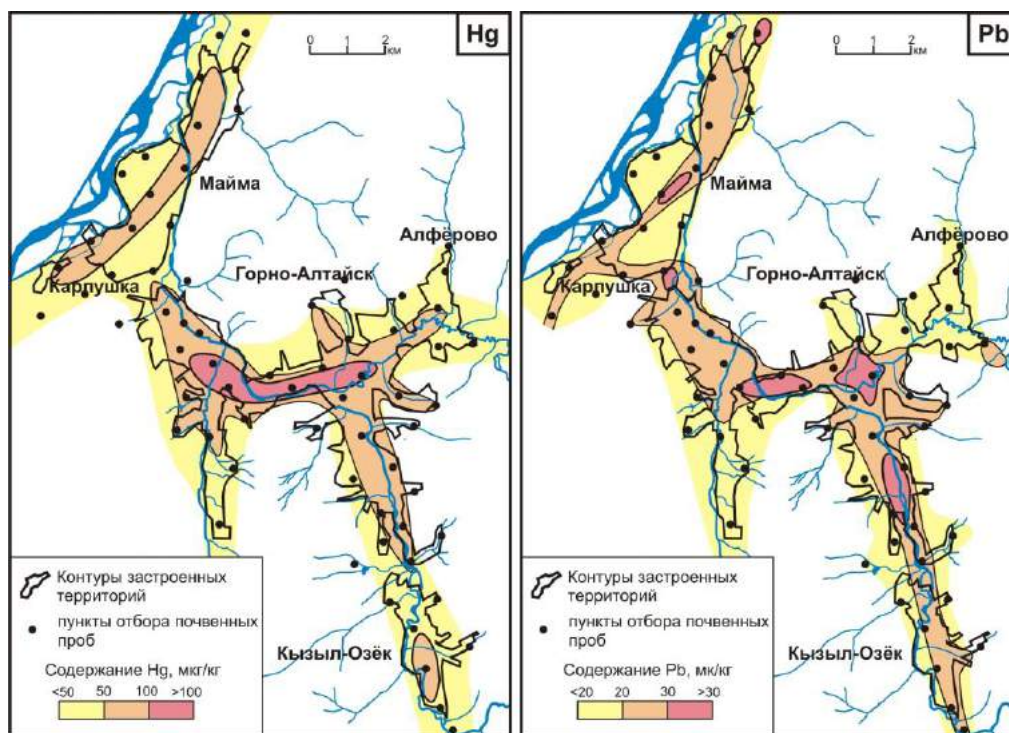 Hg
0 1 2
км
Майма
Алфёрово
Горно-Алтайск
Карлушка
Кызыл-Озёк
Контуры застроенных
территорий
пункты отбора почвенных
проб
Содержание Hg, мкг/кг
<50 50 100 >100
Pb
0 1 2
км
Майма
Алфёрово
Горно-Алтайск
Карлушка
Кызыл-Озёк
Контуры застроенных
территорий
пункты отбора почвенных
проб
Содержание Pb, мк/кг
<20 20 30 >30